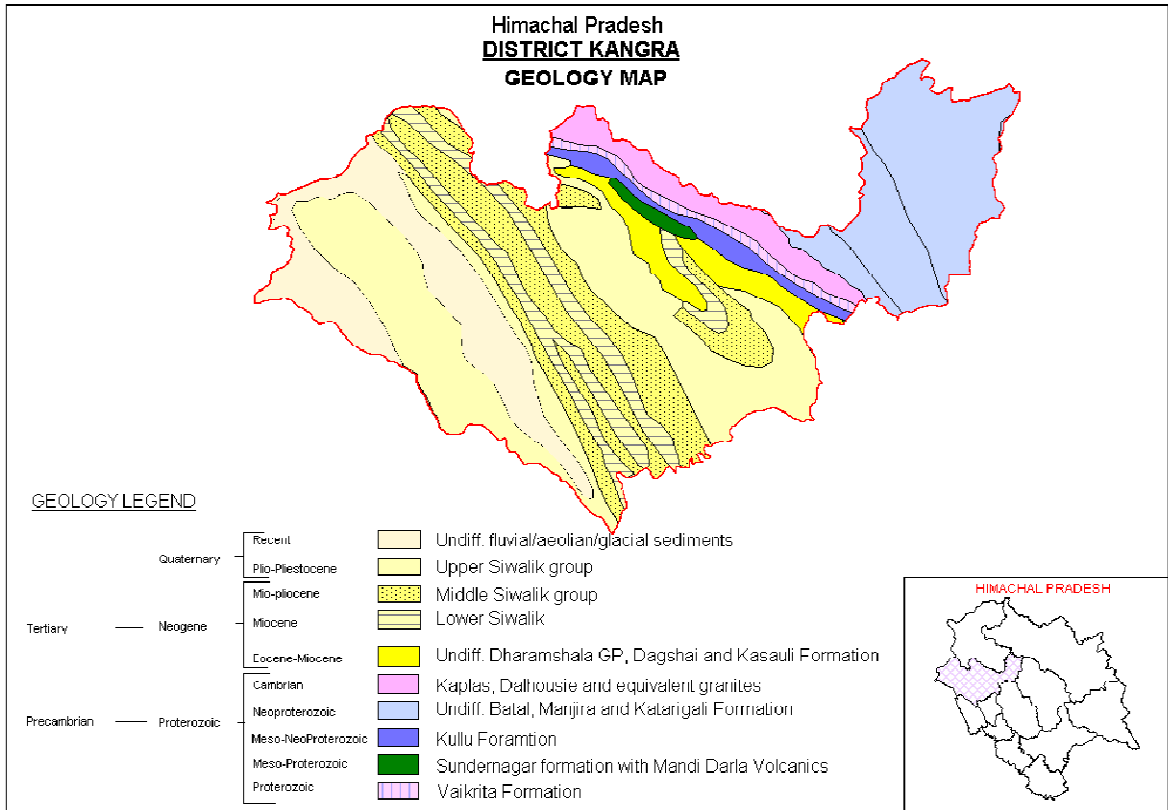 Himachal Pradesh
DISTRICT KANGRA
GEOLOGY MAP
GEOLOGY LEGEND
Quaternary
Recent Undiff. fluvial/aeolian/glacial sediments
Plio-Pliestocene Upper Siwalik group
Tertiary Neogene
Mio-pliocene Middle Siwalik group
Miocene Lower Siwalik
Eocene-Miocene Undiff. Dharamshala GP, Dagshai and Kasauli Formation
Precambrian Proterozoic
Cambrian Kaplas, Dalhousie and equivalent granites
Neoproterozoic Undiff. Batal, Manjira and Katarigali Formation
Meso-NeoProterozoic Kullu Foramtion
Meso-Proterozoic Sundernagar formation with Mandi Darla Volcanics
Proterozoic Vaikrita Formation
HIMACHAL PRADESH